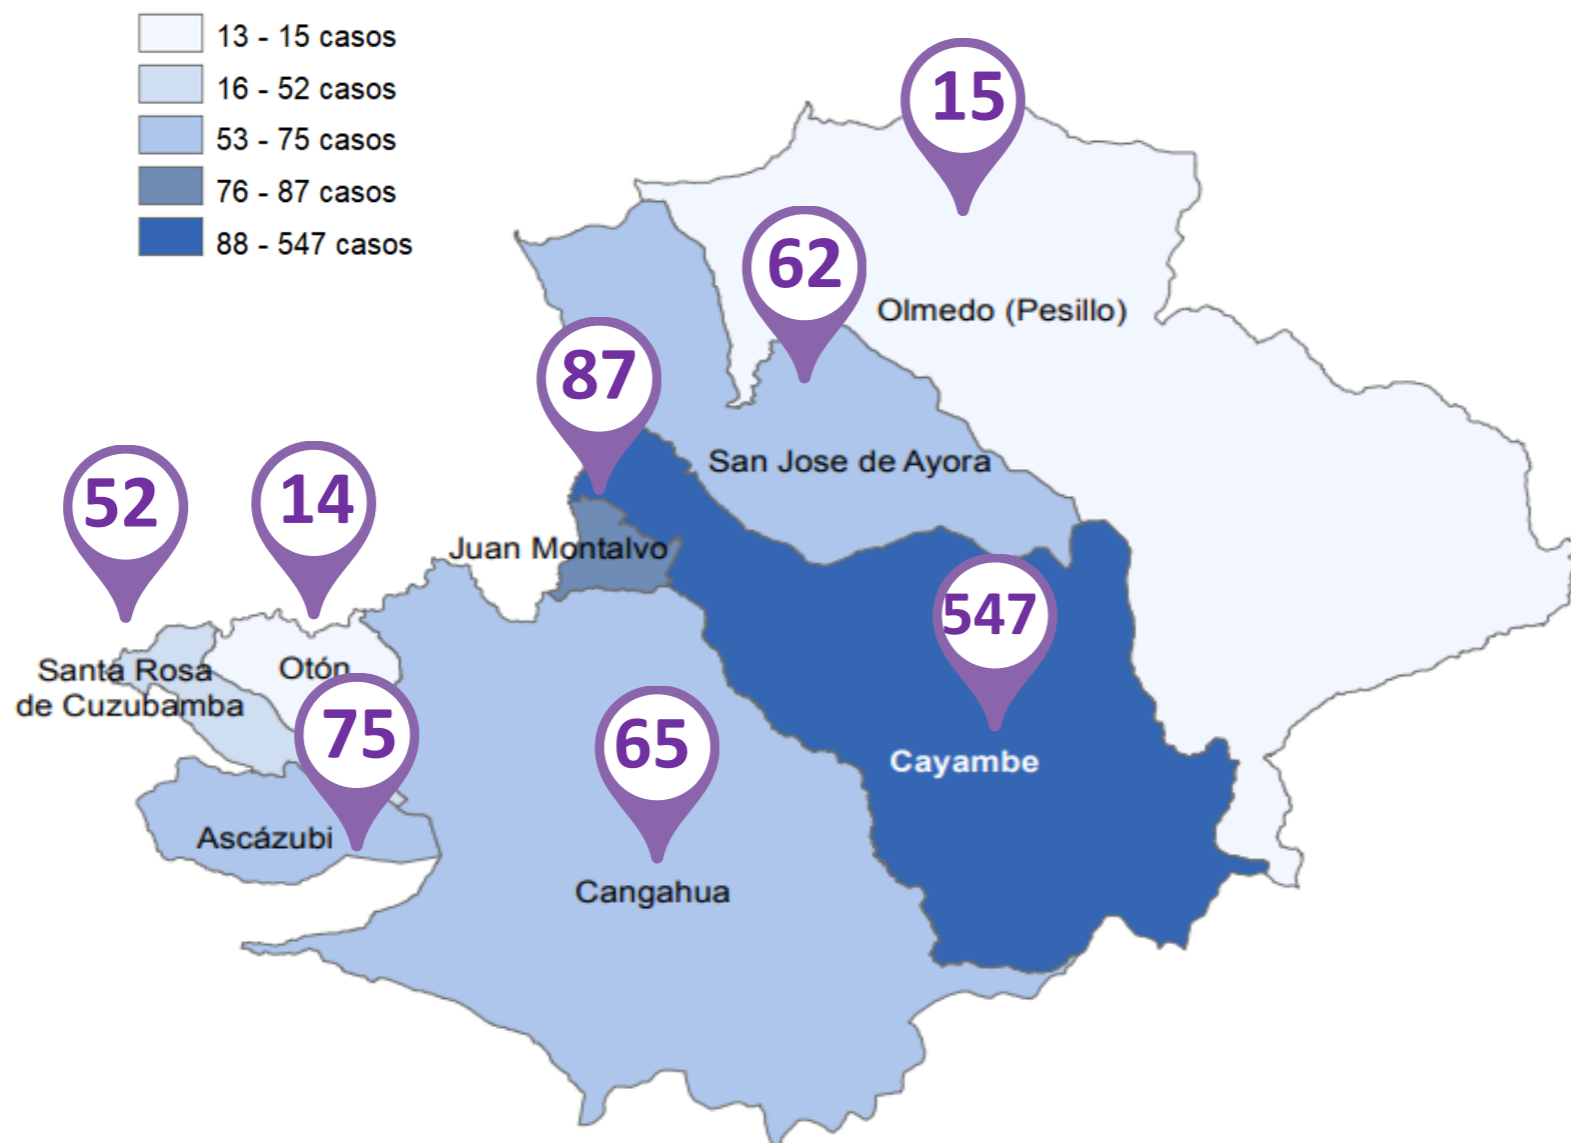 13 - 15 casos
16 - 52 casos
53 - 75 casos
76 - 87 casos
88 - 547 casos
15
62
Olmedo (Pesillo)
87
San Jose de Ayora
52
14
Juan Montalvo
547
Santa Rosa
de Cuzubamba
Otón
75
65
Cayambe
Ascázubi
Cangahua